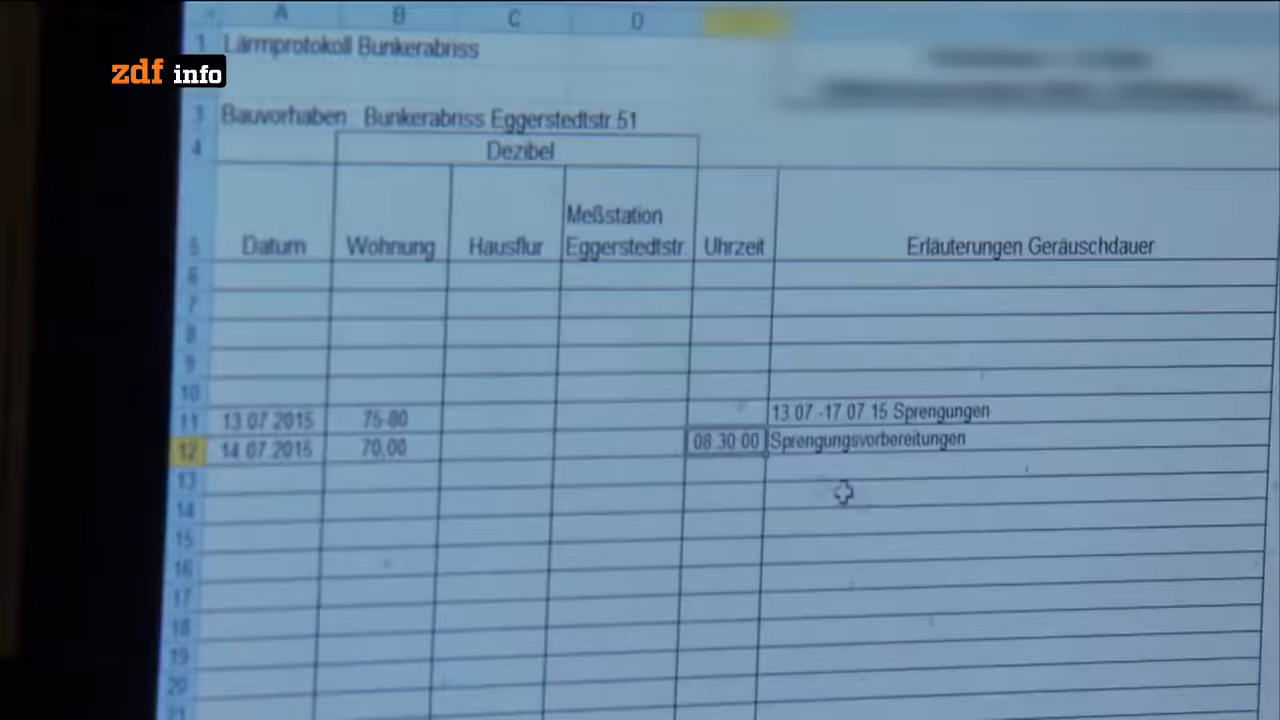 A B C D
zdf info
1 Lärmprotokoll Bunkerabriss
3 Bauvorhaben Bunkerabriss Eggerstedtstr 51
4 Dezibel
5 Datum Wohnung Hausflur Meßstation Eggerstedtstr Uhrzeit Erläuterungen Geräuschdauer
6
7
8
9
10
11 13 07 2015 75-80 13 07 -17 07 15 Sprengungen
12 14 07 2015 70,00 08 30 00 Sprengungsvorbereitungen
13
14
15
16
17
18
19
20
21